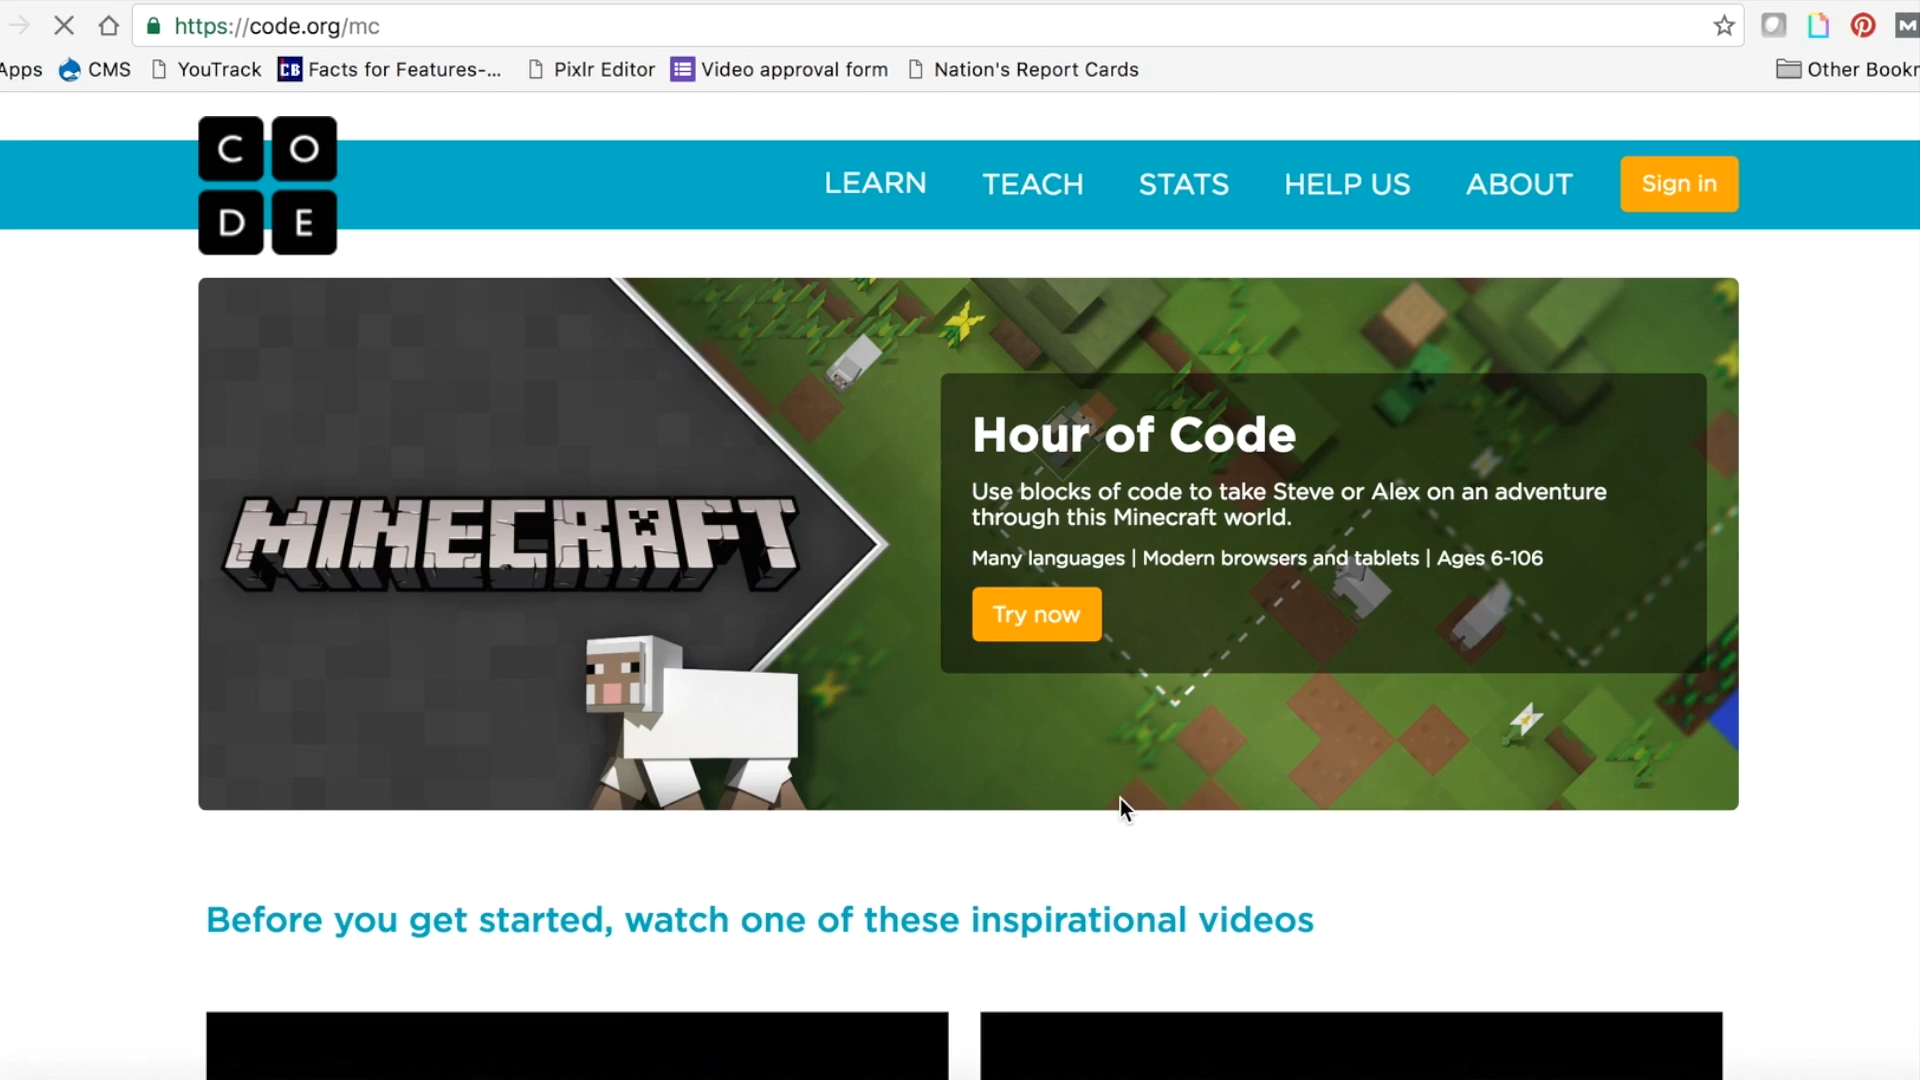 https://code.org/mc
Apps CMS YouTrack CB Facts for Features-... Pixlr Editor Video approval form Nation's Report Cards Other Bookr
C O
D E
LEARN TEACH STATS HELP US ABOUT Sign in
MINECRAFT
Hour of Code
Use blocks of code to take Steve or Alex on an adventure
through this Minecraft world.
Many languages | Modern browsers and tablets | Ages 6-106
Try now
Before you get started, watch one of these inspirational videos